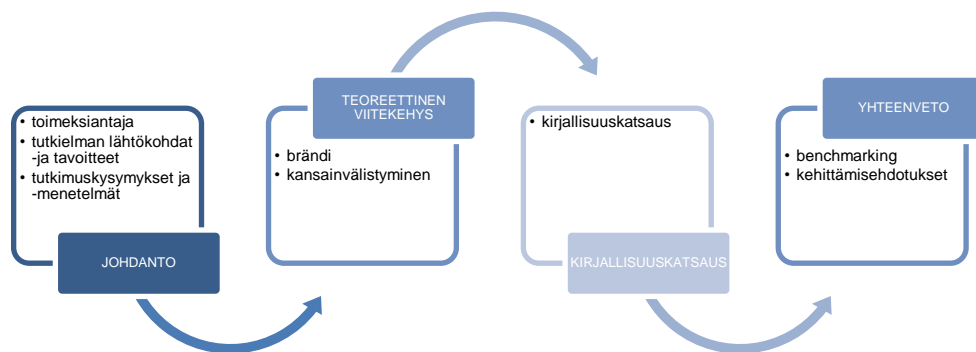 • toimeksiantaja
• tutkielman lähtökohdat
-ja tavoitteet
• tutkimuskysymykset ja
-menetelmät
JOHDANTO
TEOREETTINEN
VIITEKEHYS
• brändi
• kansainvälistyminen
• kirjallisuuskatsaus
KIRJALLISUUSKATSAUS
YHTEENVETO
• benchmarking
• kehittämisehdotukset